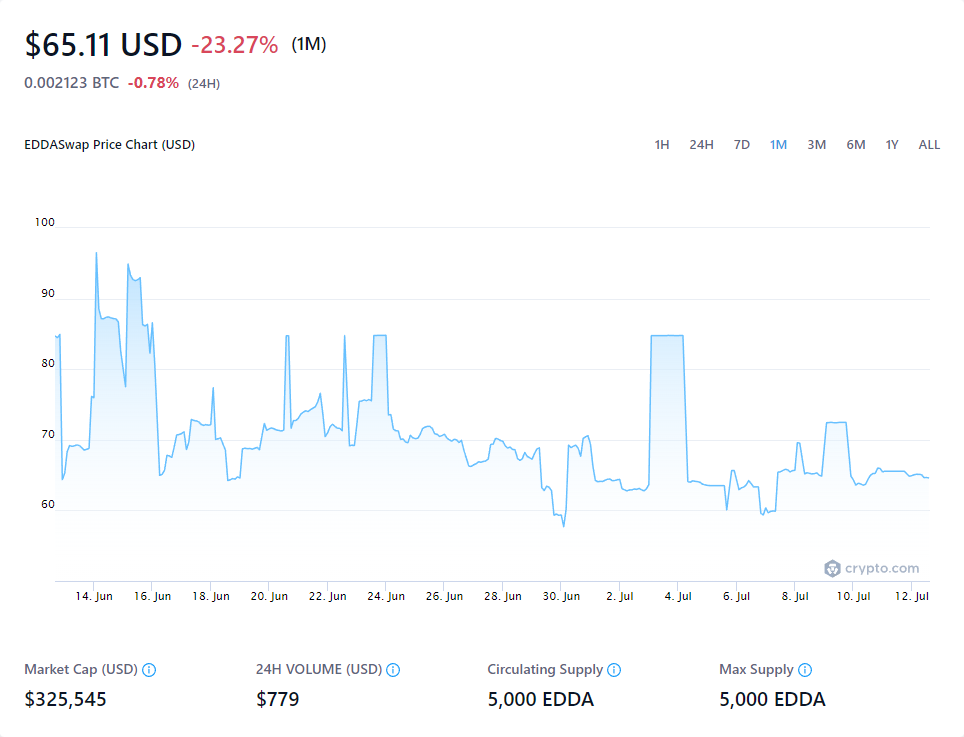 $65.11 USD -23.27% (1M)
0.002123 BTC -0.78% (24H)
EDDASwap Price Chart (USD)
1H 24H 7D 1M 3M 6M 1Y ALL
100
90
80
70
60
crypto.com
14. Jun 16. Jun 18. Jun 20. Jun 22. Jun 24. Jun 26. Jun 28. Jun 30. Jun 2. Jul 4. Jul 6. Jul 8. Jul 10. Jul 12. Jul
Market Cap (USD) 24H VOLUME (USD) Circulating Supply Max Supply
$325,545 $779 5,000 EDDA 5,000 EDDA